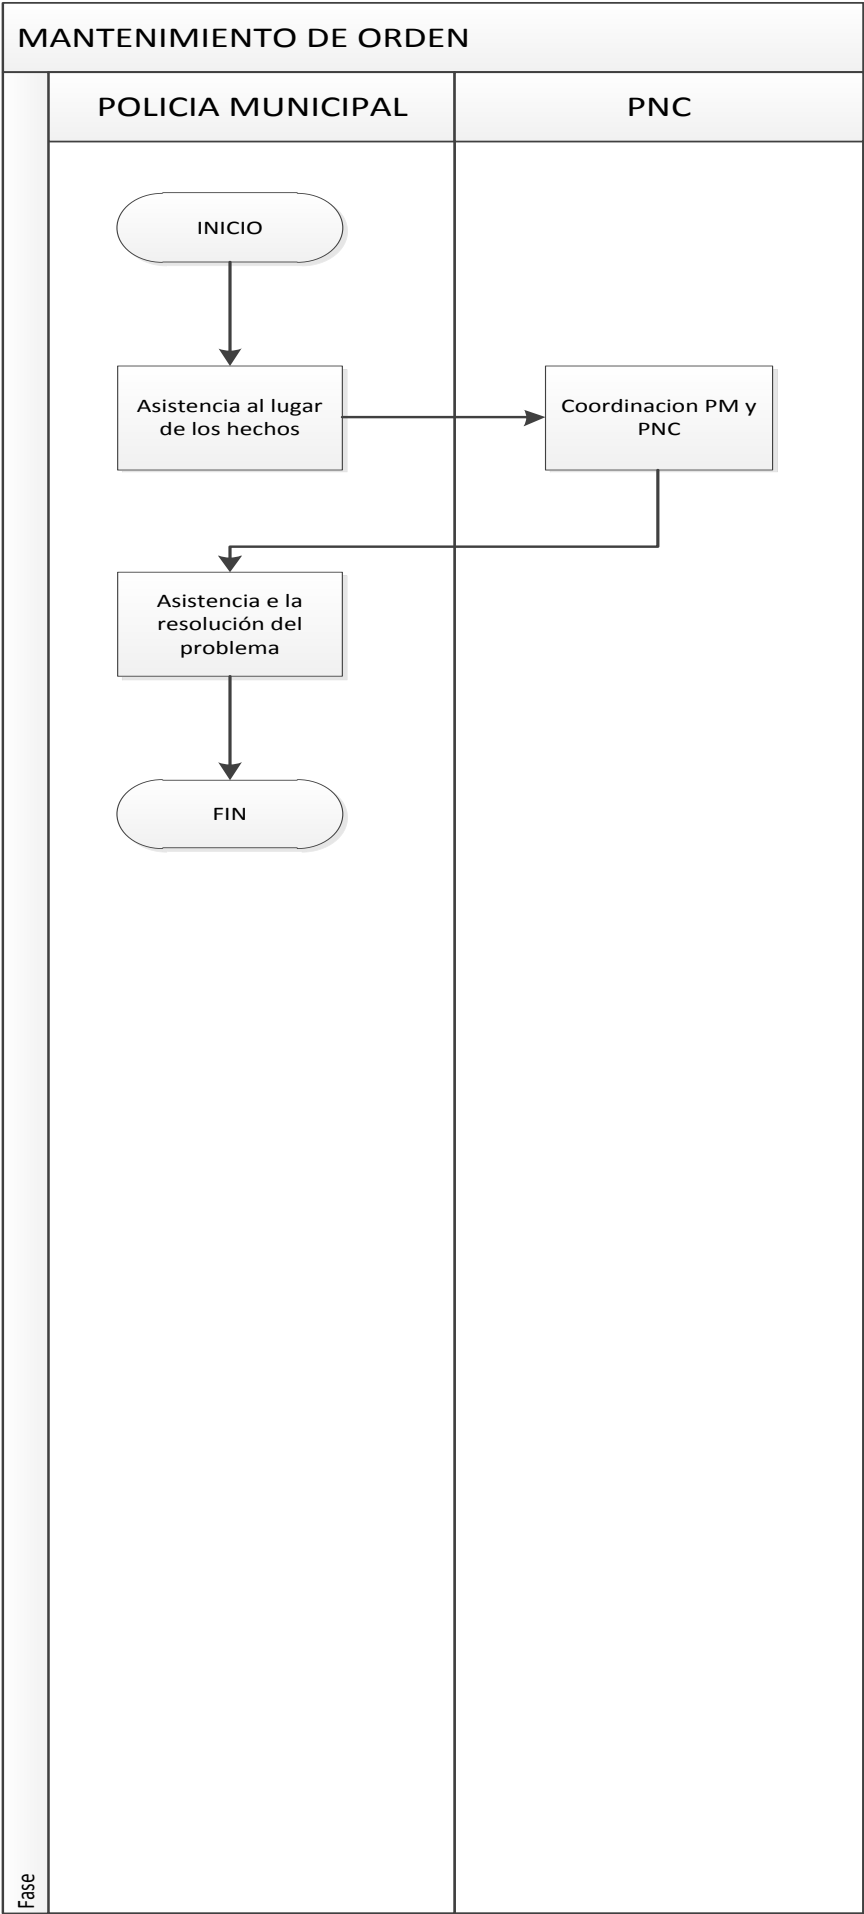 MANTENIMIENTO DE ORDEN
POLICIA MUNICIPAL
PNC
INICIO
Asistencia al lugar
de los hechos
Coordinacion PM y
PNC
Asistencia e la
resolución del
problema
FIN
Fase